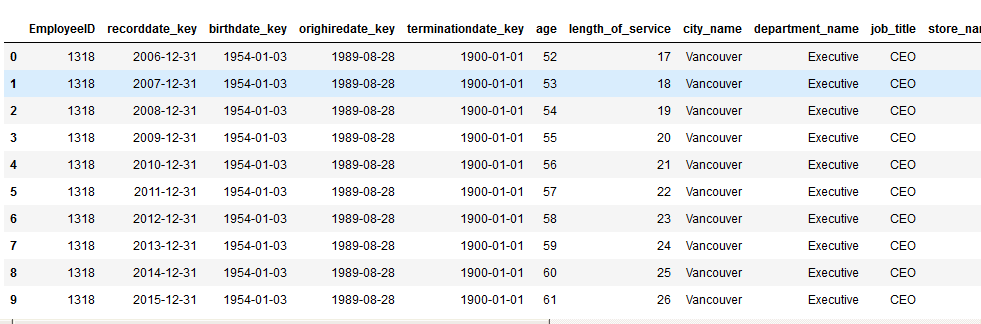 EmployeeID recorddate_key birthdate_key orighiredate_key terminationdate_key age length_of_service city_name department_name job_title store_nan
0 1318 2006-12-31 1954-01-03 1989-08-28 1900-01-01 52 17 Vancouver Executive CEO
1 1318 2007-12-31 1954-01-03 1989-08-28 1900-01-01 53 18 Vancouver Executive CEO
2 1318 2008-12-31 1954-01-03 1989-08-28 1900-01-01 54 19 Vancouver Executive CEO
3 1318 2009-12-31 1954-01-03 1989-08-28 1900-01-01 55 20 Vancouver Executive CEO
4 1318 2010-12-31 1954-01-03 1989-08-28 1900-01-01 56 21 Vancouver Executive CEO
5 1318 2011-12-31 1954-01-03 1989-08-28 1900-01-01 57 22 Vancouver Executive CEO
6 1318 2012-12-31 1954-01-03 1989-08-28 1900-01-01 58 23 Vancouver Executive CEO
7 1318 2013-12-31 1954-01-03 1989-08-28 1900-01-01 59 24 Vancouver Executive CEO
8 1318 2014-12-31 1954-01-03 1989-08-28 1900-01-01 60 25 Vancouver Executive CEO
9 1318 2015-12-31 1954-01-03 1989-08-28 1900-01-01 61 26 Vancouver Executive CEO